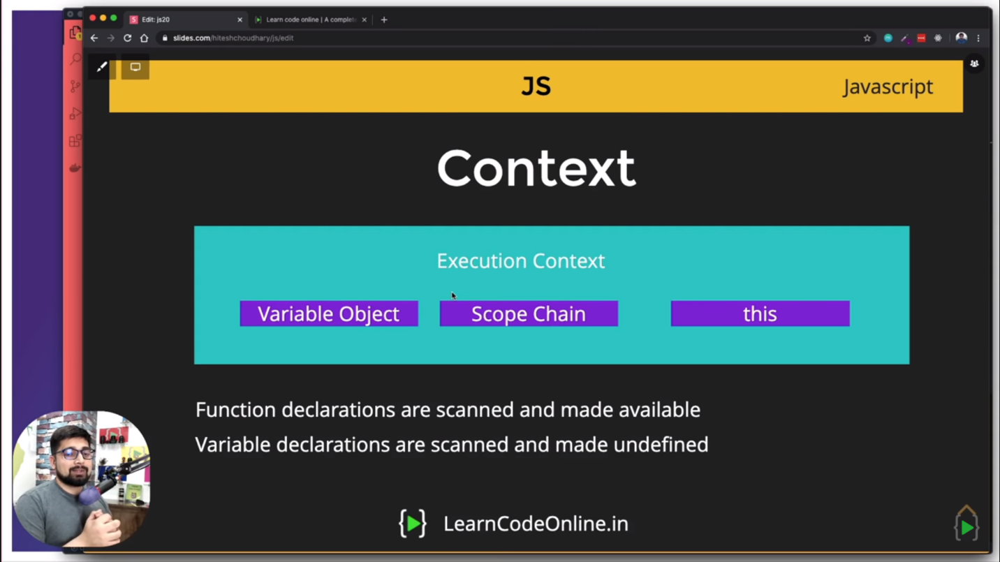 Edit: js20
Learn code online | A complet
slides.com/hiteshchoudhary/js/edit
JS
Javascript
Context
Execution Context
Variable Object
Scope Chain
this
Function declarations are scanned and made available
Variable declarations are scanned and made undefined
LearnCodeOnline.in